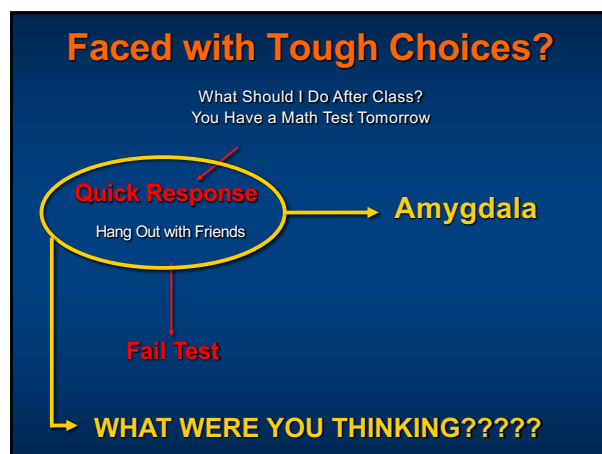 Faced with Tough Choices?
What Should I Do After Class?
You Have a Math Test Tomorrow
Quick Response
Amygdala
Hang Out with Friends
Fail Test
WHAT WERE YOU THINKING?????